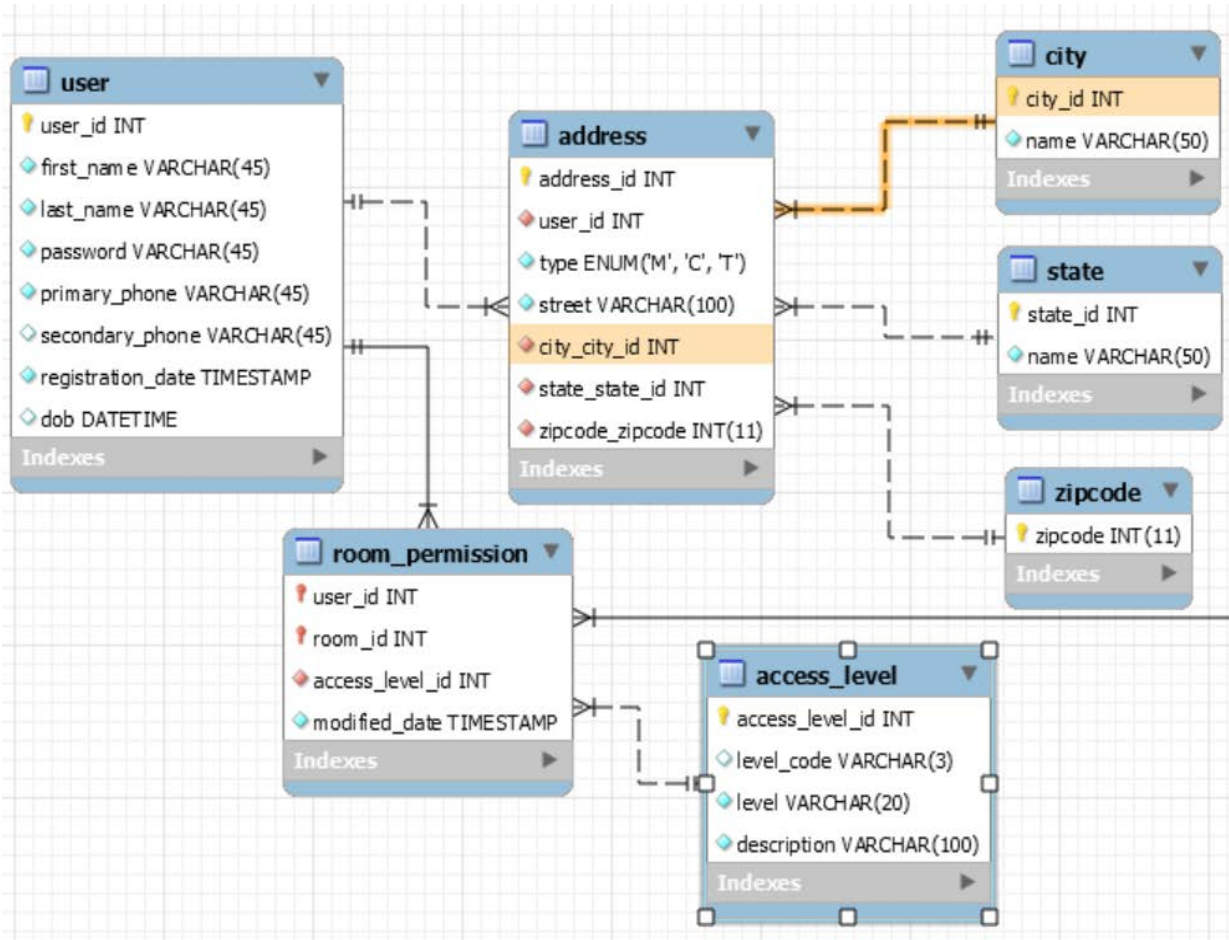 user
user_id INT
first_name VARCHAR(45)
last_name VARCHAR(45)
password VARCHAR(45)
primary_phone VARCHAR(45)
secondary_phone VARCHAR(45)
registration_date TIMESTAMP
dob DATETIME
Indexes
address
address_id INT
user_id INT
type ENUM('M', 'C', 'T')
street VARCHAR(100)
city_city_id INT
state_state_id INT
zipcode_zipcode INT(11)
Indexes
city
city_id INT
name VARCHAR(50)
Indexes
state
state_id INT
name VARCHAR(50)
Indexes
zipcode
zipcode INT(11)
Indexes
room_permission
user_id INT
room_id INT
access_level_id INT
modified_date TIMESTAMP
Indexes
access_level
access_level_id INT
level_code VARCHAR(3)
level VARCHAR(20)
description VARCHAR(100)
Indexes